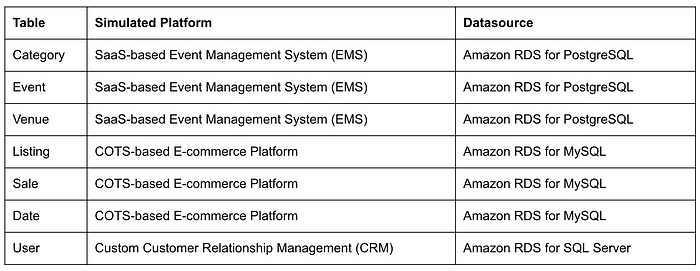 Table Simulated Platform Datasource
Category SaaS-based Event Management System (EMS) Amazon RDS for PostgreSQL
Event SaaS-based Event Management System (EMS) Amazon RDS for PostgreSQL
Venue SaaS-based Event Management System (EMS) Amazon RDS for PostgreSQL
Listing COTS-based E-commerce Platform Amazon RDS for MySQL
Sale COTS-based E-commerce Platform Amazon RDS for MySQL
Date COTS-based E-commerce Platform Amazon RDS for MySQL
User Custom Customer Relationship Management (CRM) Amazon RDS for SQL Server